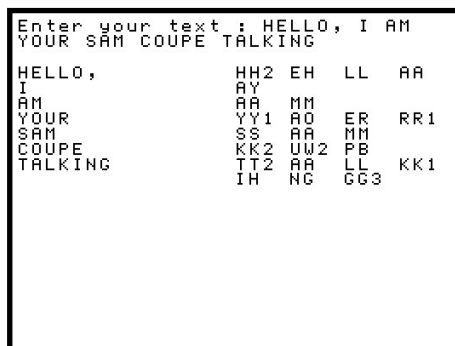 Enter your text : HELLO, I AM
YOUR SAM COUPE TALKING
HELLO, HH2 EH LL AA
I AY
AM AA MM
YOUR YY1 AO ER RR1
SAM SS AA MM
COUPE KK2 UW2 PB
TALKING TT2 AA LL KK1
IH NG GG3